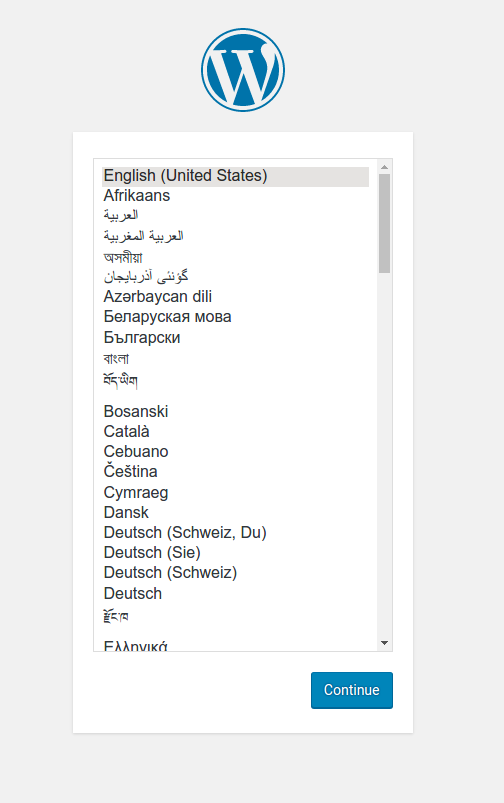 English (United States)
Afrikaans
العربية
العربية المغربية
অসমীয়া
گؤنئی آذربایجان
Azərbaycan dili
Беларуская мова
Български
বাংলা
བོད་ཡིག
Bosanski
Català
Cebuano
Čeština
Cymraeg
Dansk
Deutsch (Schweiz, Du)
Deutsch (Sie)
Deutsch (Schweiz)
Deutsch
རྫོང་ཁ
Ελληνικά
Continue